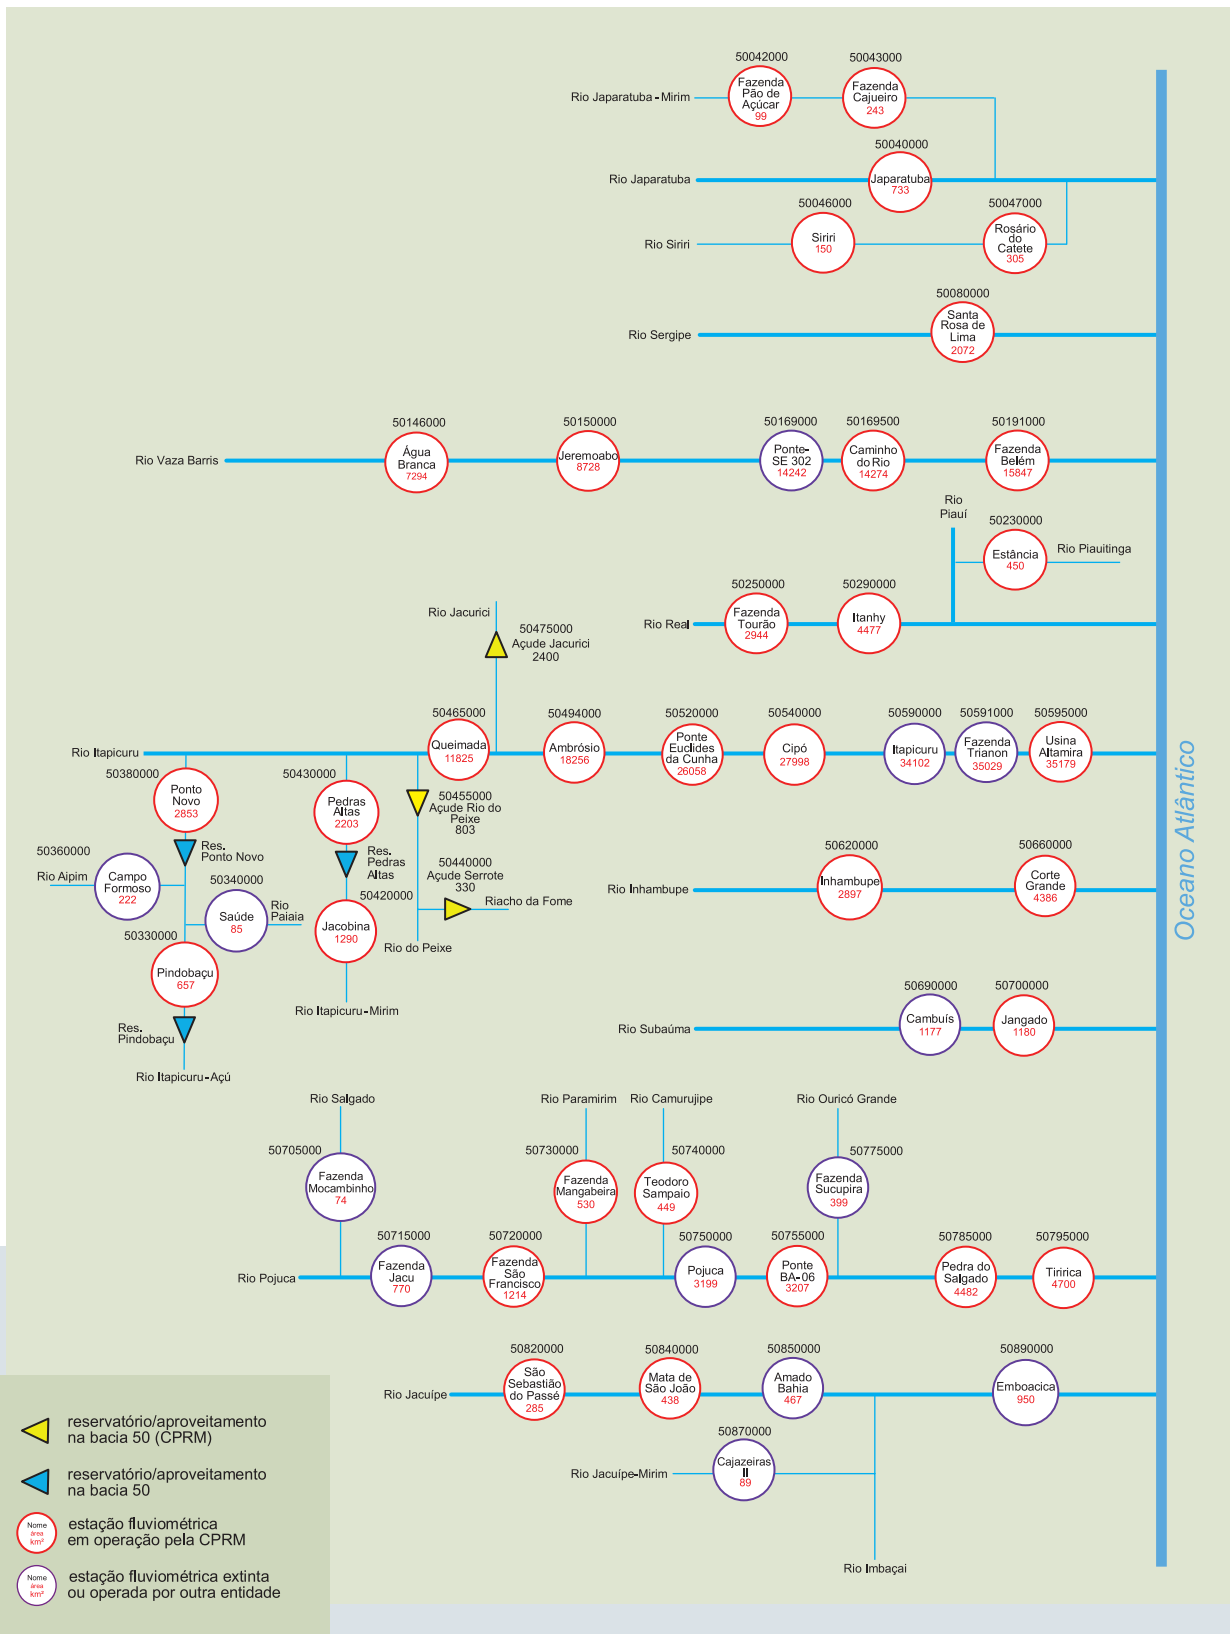 50042000
50043000
Fazenda
Pão de
Açúcar
99
Fazenda
Cajueiro
243
Rio Japaratuba - Mirim
50040000
Rio Japaratuba
Japaratuba
733
50046000
50047000
Rio Siriri
Siriri
150
Rosário
do
Catete
305
50080000
Rio Sergipe
Santa
Rosa de
Lima
2072
50146000
50150000
50169000
50169500
50191000
Rio Vaza Barris
Água
Branca
7294
Jeremoabo
8728
Ponte-
SE 302
14242
Caminho
do Rio
14274
Fazenda
Belém
15847
Rio
Piauí
50230000
Estância
450
Rio Piauitinga
50250000
50290000
Rio Real
Fazenda
Tourão
2944
Itanhy
4477
Rio Jacurici
50475000
Açude Jacurici
2400
50465000
50494000
50520000
50540000
50590000
50591000
50595000
Rio Itapicuru
Queimada
11825
Ambrósio
18256
Ponte
Euclides
da Cunha
26058
Cipó
27998
Itapicuru
34102
Fazenda
Trianon
35029
Usina
Altamira
35179
50380000
Ponto
Novo
2853
50430000
Pedras
Altas
2203
50455000
Açude Rio do
Peixe
803
Res.
Ponto Novo
Res.
Pedras
Altas
50360000
Rio Aipim
Campo
Formoso
222
50340000
Saúde
85
Rio
Paiaia
50440000
Açude Serrote
330
Riacho da Fome
50420000
Jacobina
1290
Rio do Peixe
50330000
Pindobaçu
657
Rio Itapicuru - Mirim
Res.
Pindobaçu
Rio Itapicuru - Açú
50620000
50660000
Rio Inhambupe
Inhambupe
2897
Corte
Grande
4386
Oceano Atlântico
50690000
50700000
Rio Subaúma
Cambuís
1177
Jangado
1180
Rio Salgado
Rio Paramirim
Rio Camurujipe
Rio Ouricó Grande
50705000
50730000
50740000
50775000
Fazenda
Mocambinho
74
Fazenda
Mangabeira
530
Teodoro
Sampaio
449
Fazenda
Sucupira
399
50715000
50720000
50750000
50755000
50785000
50795000
Rio Pojuca
Fazenda
Jacu
770
Fazenda
São
Francisco
1214
Pojuca
3199
Ponte
BA- 06
3207
Pedra do
Salgado
4482
Tiririca
4700
50820000
50840000
50850000
50890000
Rio Jacuípe
São
Sebastião
do Passé
285
Mata de
São João
438
Amado
Bahia
467
Emboacica
950
50870000
Rio Jacuípe-Mirim
Cajazeiras
II
89
Rio Imbaçai
reservatório/aproveitamento
na bacia 50 (CPRM)
reservatório/aproveitamento
na bacia 50
Nome
área
km²
estação fluviométrica
em operação pela CPRM
Nome
área
km²
estação fluviométrica extinta
ou operada por outra entidade